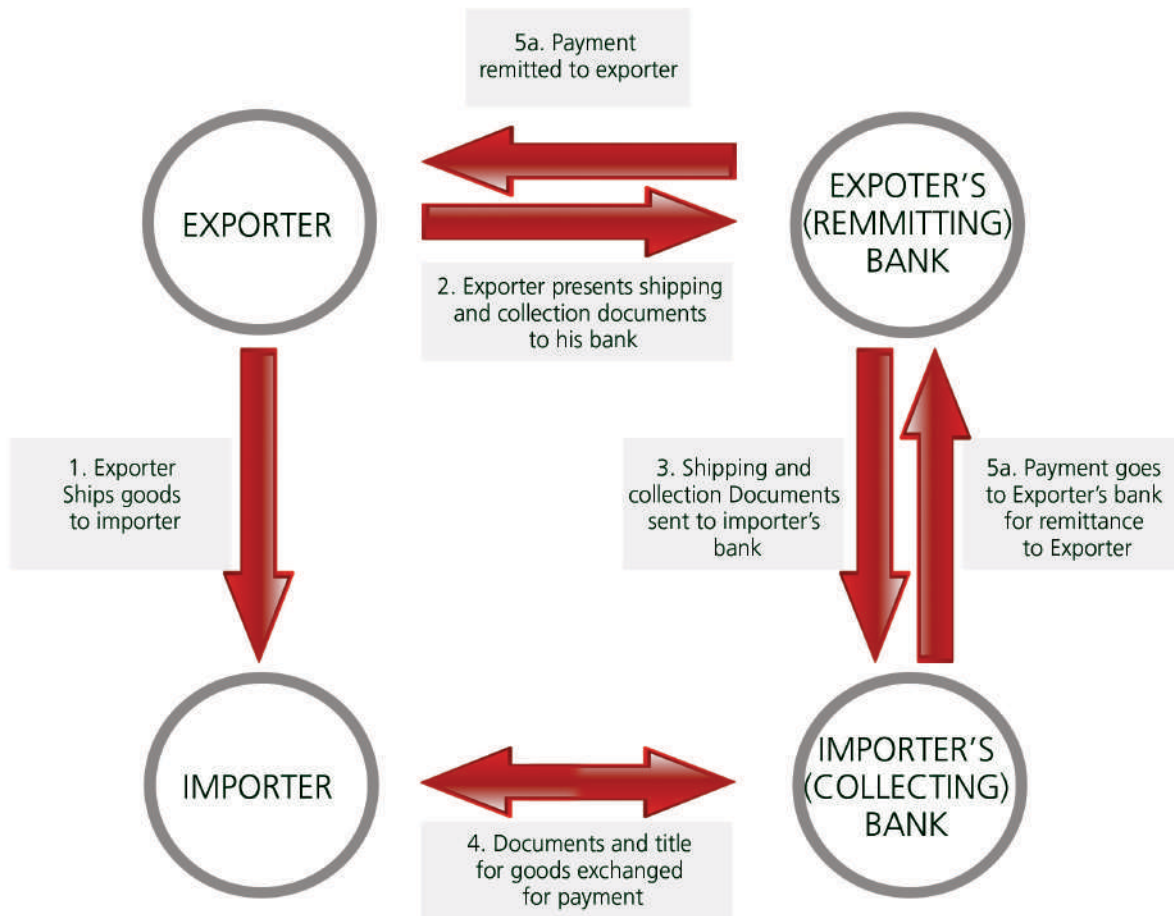 5a. Payment
remitted to exporter
EXPORTER
EXPOTER'S
(REMMITTING)
BANK
2. Exporter presents shipping
and collection documents
to his bank
1. Exporter
Ships goods
to importer
3. Shipping and
collection Documents
sent to importer's
bank
5a. Payment goes
to Exporter's bank
for remittance
to Exporter
IMPORTER
IMPORTER'S
(COLLECTING)
BANK
4. Documents and title
for goods exchanged
for payment